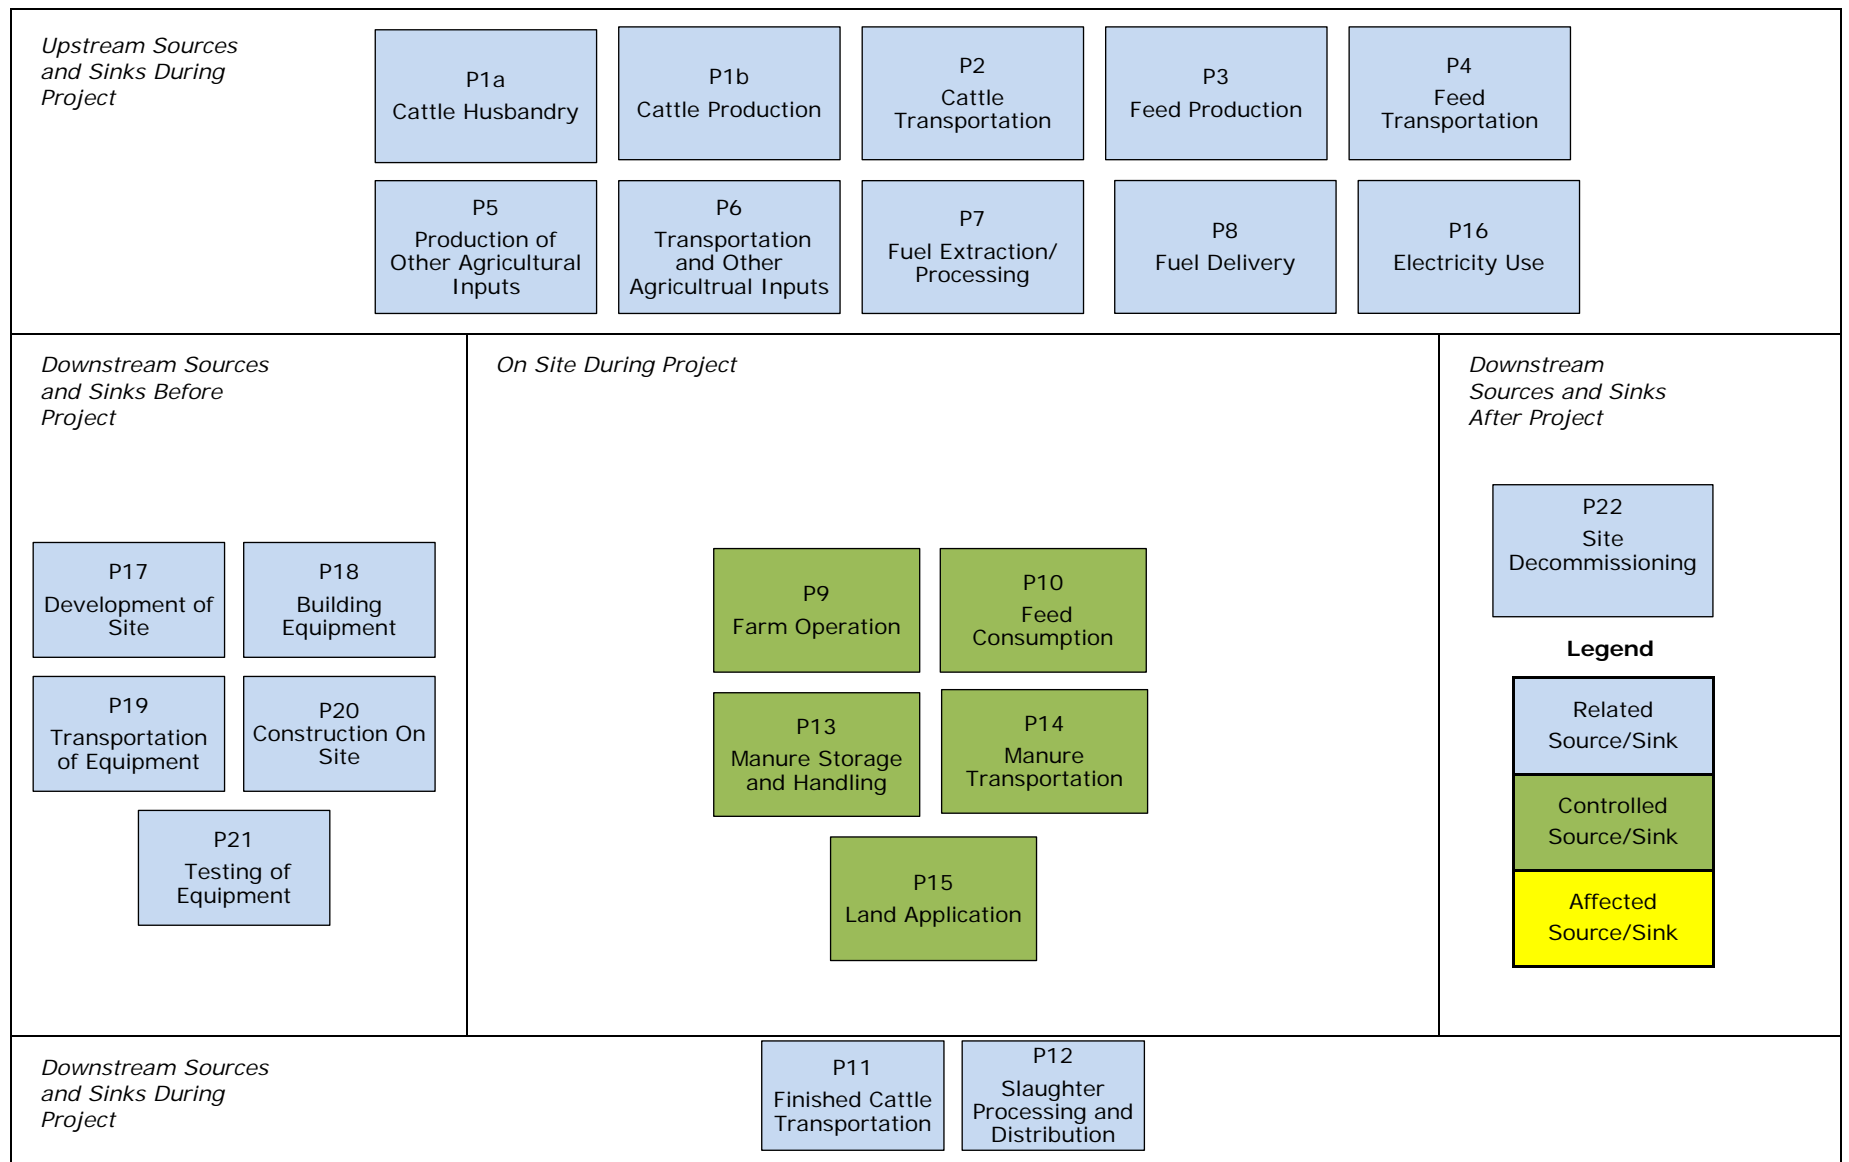 Upstream Sources
and Sinks During
Project
P1a
Cattle Husbandry
P1b
Cattle Production
P2
Cattle
Transportation
P3
Feed Production
P4
Feed
Transportation
P5
Production of
Other Agricultural
Inputs
P6
Transportation
and Other
Agricultrual Inputs
P7
Fuel Extraction/
Processing
P8
Fuel Delivery
P16
Electricity Use
Downstream Sources
and Sinks Before
Project
P17
Development of
Site
P18
Building
Equipment
P19
Transportation
of Equipment
P20
Construction On
Site
P21
Testing of
Equipment
On Site During Project
P9
Farm Operation
P10
Feed
Consumption
P13
Manure Storage
and Handling
P14
Manure
Transportation
P15
Land Application
Downstream
Sources and Sinks
After Project
P22
Site
Decommissioning
Legend
Related
Source/Sink
Controlled
Source/Sink
Affected
Source/Sink
Downstream Sources
and Sinks During
Project
P11
Finished Cattle
Transportation
P12
Slaughter
Processing and
Distribution